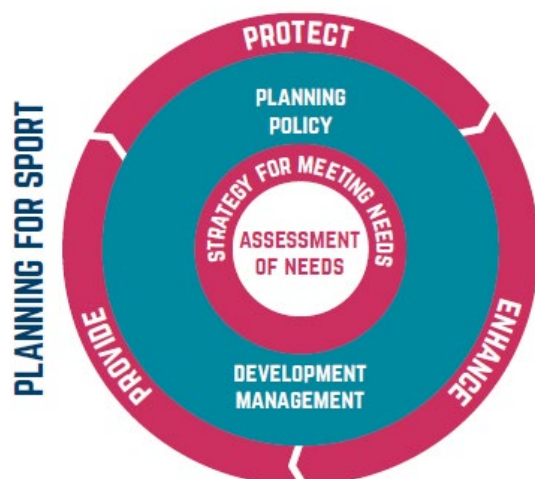 PLANNING FOR SPORT
PROTECT
PLANNING
POLICY
STRATEGY FOR MEETING NEEDS
ASSESSMENT
OF NEEDS
DEVELOPMENT
MANAGEMENT
PROVIDE
ENHANCE